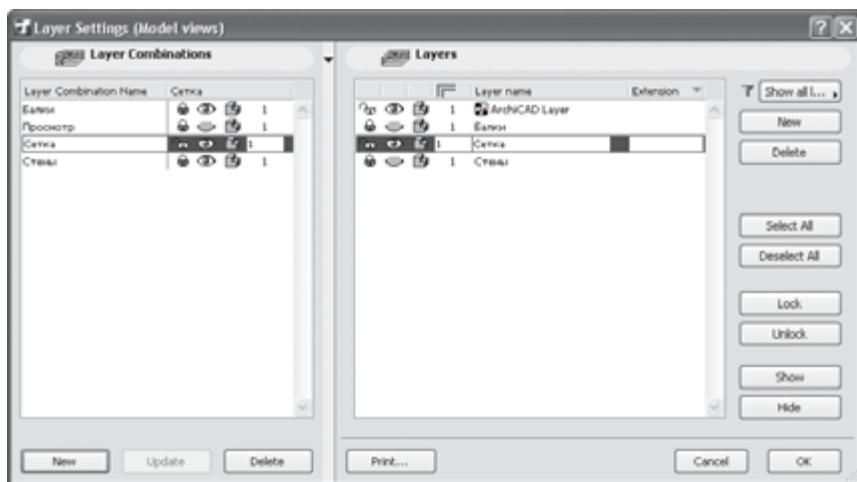 Layer Settings (Model views)
Layer Combinations
Layer Combination Name Сетка
Балки 1
Просмотр 1
Сетка 1
Стены 1
New Update Delete
Layers
Layer name Extension
1 ArchiCAD Layer
1 Балки
1 Сетка
1 Стены
Show all l...
New
Delete
Select All
Deselect All
Lock
Unlock
Show
Hide
Print... Cancel OK